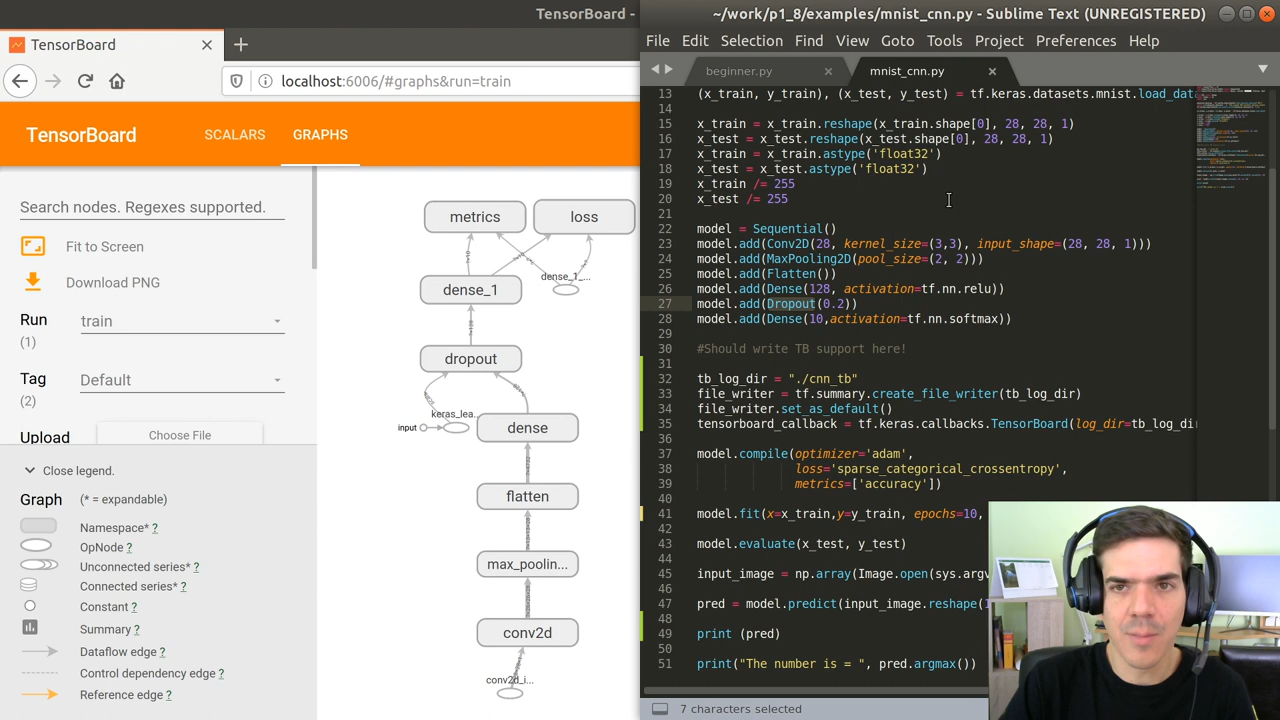 TensorBoard -
TensorBoard
localhost:6006/#graphs&run=train
TensorBoard
SCALARS
GRAPHS
Search nodes. Regexes supported.
Fit to Screen
Download PNG
Run
(1)
train
Tag
(2)
Default
Upload
Choose File
Close legend.
Graph
(* = expandable)
Namespace* ?
OpNode ?
Unconnected series* ?
Connected series* ?
Constant ?
Summary ?
Dataflow edge ?
Control dependency edge ?
Reference edge ?
metrics
loss
dense_1
dense_1_...
dropout
keras_lea...
input
dense
flatten
max_poolin...
conv2d
conv2d_i...
~/work/p1_8/examples/mnist_cnn.py - Sublime Text (UNREGISTERED)
File Edit Selection Find View Goto Tools Project Preferences Help
beginner.py
mnist_cnn.py
13 (x_train, y_train), (x_test, y_test) = tf.keras.datasets.mnist.load_dat
14
15 x_train = x_train.reshape(x_train.shape[0], 28, 28, 1)
16 x_test = x_test.reshape(x_test.shape[0], 28, 28, 1)
17 x_train = x_train.astype('float32')
18 x_test = x_test.astype('float32')
19 x_train /= 255
20 x_test /= 255
21
22 model = Sequential()
23 model.add(Conv2D(28, kernel_size=(3,3), input_shape=(28, 28, 1)))
24 model.add(MaxPooling2D(pool_size=(2, 2)))
25 model.add(Flatten())
26 model.add(Dense(128, activation=tf.nn.relu))
27 model.add(Dropout(0.2))
28 model.add(Dense(10,activation=tf.nn.softmax))
29
30 #Should write TB support here!
31
32 tb_log_dir = "./cnn_tb"
33 file_writer = tf.summary.create_file_writer(tb_log_dir)
34 file_writer.set_as_default()
35 tensorboard_callback = tf.keras.callbacks.TensorBoard(log_dir=tb_log_di
36
37 model.compile(optimizer='adam',
38 loss='sparse_categorical_crossentropy',
39 metrics=['accuracy'])
40
41 model.fit(x=x_train,y=y_train, epochs=10,
42
43 model.evaluate(x_test, y_test)
44
45 input_image = np.array(Image.open(sys.argv
46
47 pred = model.predict(input_image.reshape(1
48
49 print (pred)
50
51 print("The number is = ", pred.argmax())
7 characters selected